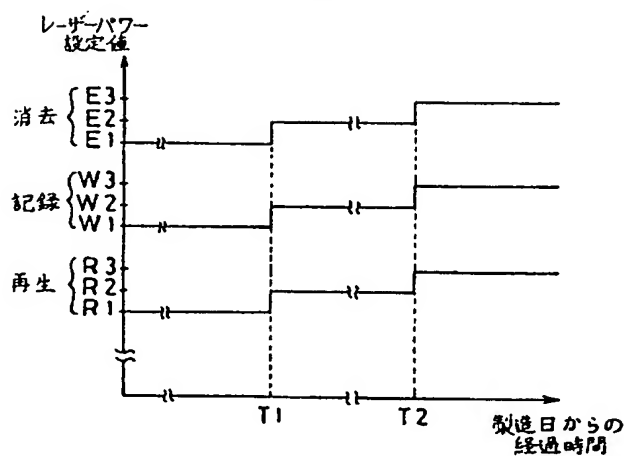 レーザーパワー
設定値
消去
E3
E2
E1
記録
W3
W2
W1
再生
R3
R2
R1
T1
T2
製造日からの
経過時間